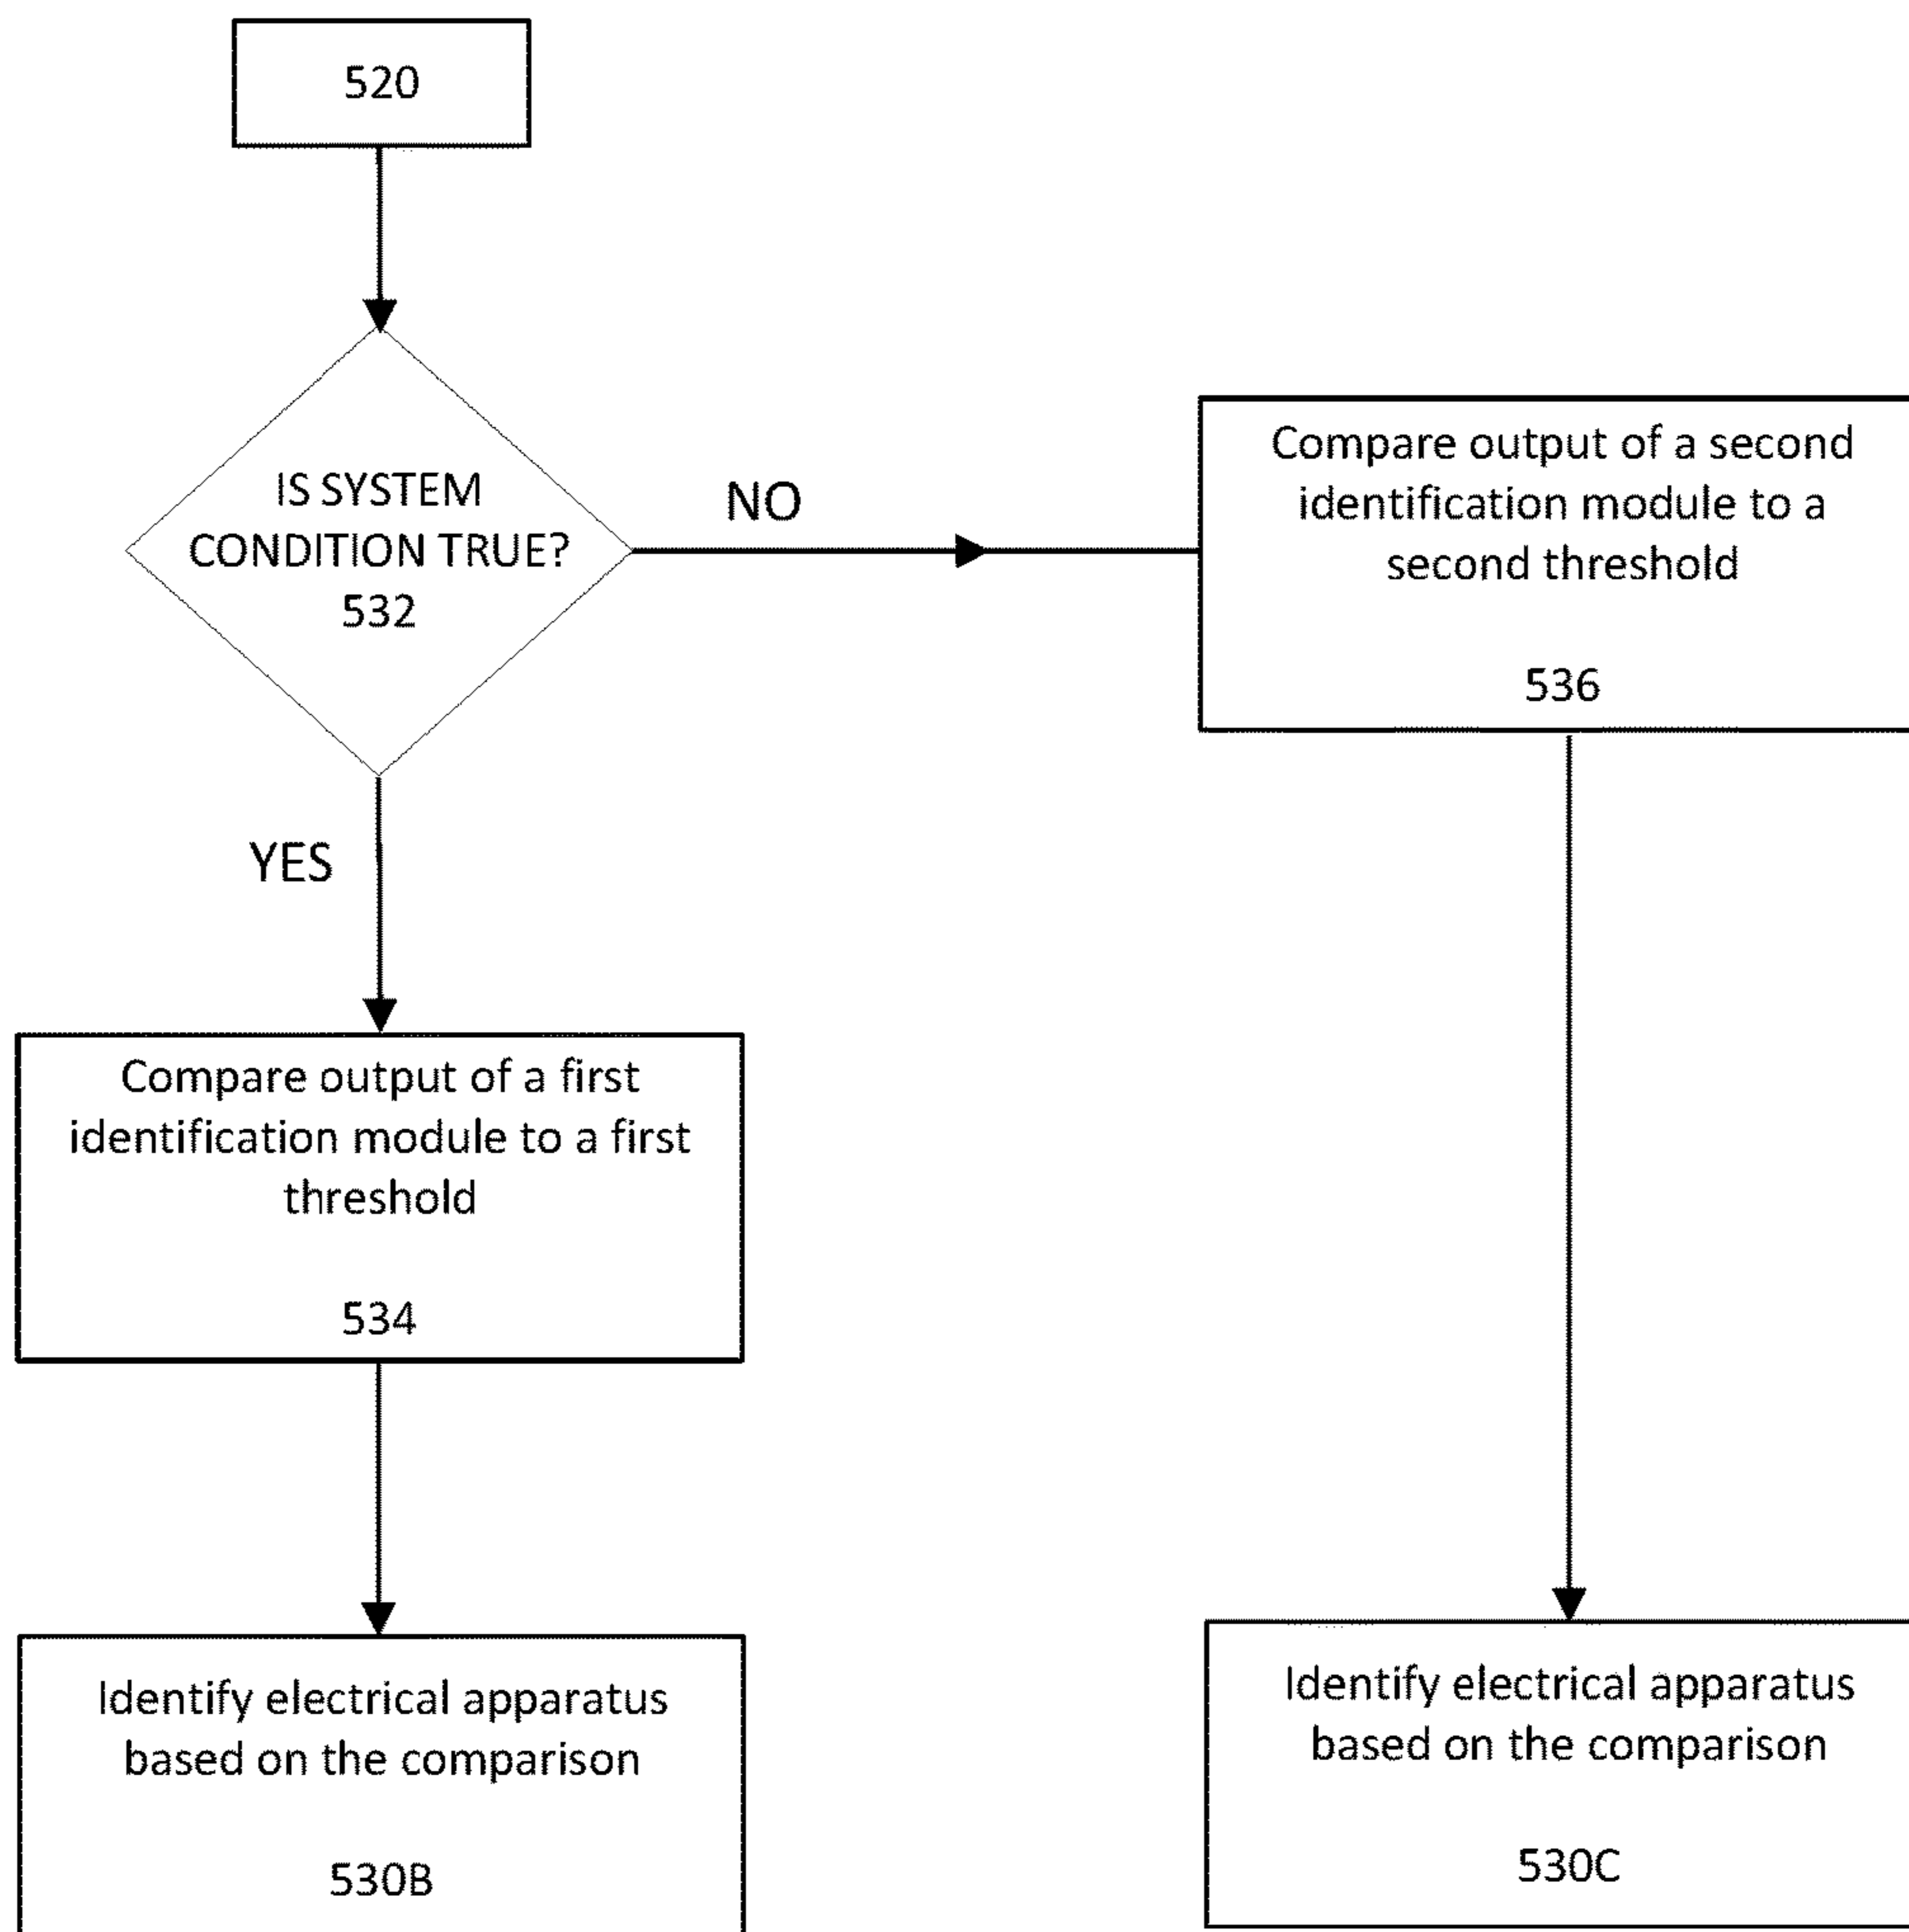 520
IS SYSTEM
CONDITION TRUE?
532
NO
Compare output of a second
identification module to a
second threshold
536
YES
Compare output of a first
identification module to a first
threshold
534
Identify electrical apparatus
based on the comparison
530B
Identify electrical apparatus
based on the comparison
530C